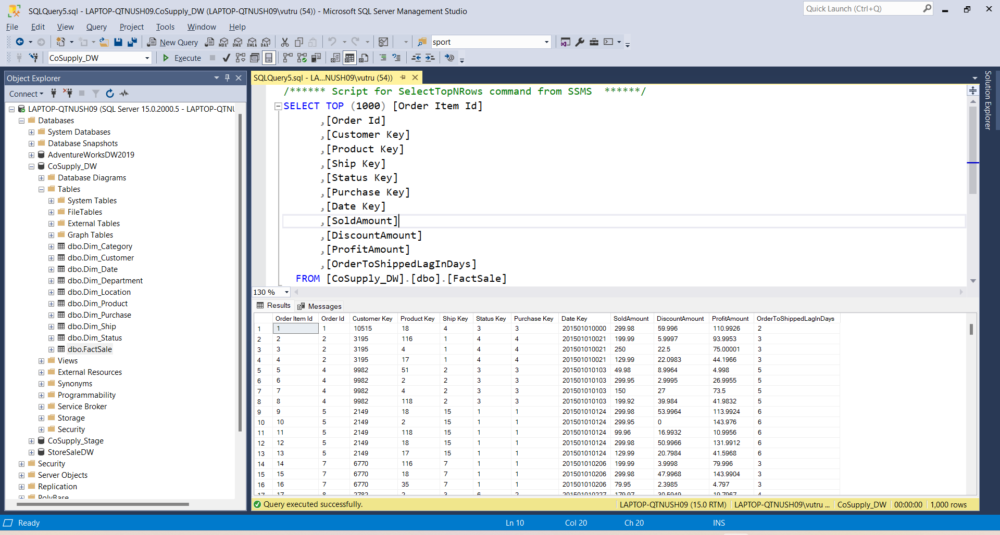 SQLQuery5.sql - LAPTOP-QTNUSH09.CoSupply_DW (LAPTOP-QTNUSH09\vutru (54)) - Microsoft SQL Server Management Studio
Quick Launch (Ctrl+Q)
File Edit View Query Project Tools Window Help
New Query MDX DMX XMLA DAX sport
CoSupply_DW Execute
Object Explorer
Connect
LAPTOP-QTNUSH09 (SQL Server 15.0.2000.5 - LAPTOP-QTNU
Databases
System Databases
Database Snapshots
AdventureWorksDW2019
CoSupply_DW
Database Diagrams
Tables
System Tables
FileTables
External Tables
Graph Tables
dbo.Dim_Category
dbo.Dim_Customer
dbo.Dim_Date
dbo.Dim_Department
dbo.Dim_Location
dbo.Dim_Product
dbo.Dim_Purchase
dbo.Dim_Ship
dbo.Dim_Status
dbo.FactSale
Views
External Resources
Synonyms
Programmability
Service Broker
Storage
Security
CoSupply_Stage
StoreSaleDW
Security
Server Objects
Replication
PolyBase
SQLQuery5.sql - LA...NUSH09\vutru (54))
/****** Script for SelectTopNRows command from SSMS  ******/
SELECT TOP (1000) [Order Item Id]
,[Order Id]
,[Customer Key]
,[Product Key]
,[Ship Key]
,[Status Key]
,[Purchase Key]
,[Date Key]
,[SoldAmount]
,[DiscountAmount]
,[ProfitAmount]
,[OrderToShippedLagInDays]
FROM [CoSupply_DW].[dbo].[FactSale]
Solution Explorer
130 %
Results Messages
Order Item Id Order Id Customer Key Product Key Ship Key Status Key Purchase Key Date Key SoldAmount DiscountAmount ProfitAmount OrderToShippedLagInDays
1 1 1 10515 18 4 3 3 201501010000 299.98 59.996 110.9926 2
2 2 2 3195 116 1 4 4 201501010021 199.99 5.9997 93.9953 3
3 3 2 3195 4 1 4 4 201501010021 250 22.5 75.00001 3
4 4 2 3195 17 1 4 4 201501010021 129.99 22.0983 44.1966 3
5 5 4 9982 51 2 3 3 201501010103 49.98 8.9964 4.998 5
6 6 4 9982 2 2 3 3 201501010103 299.95 2.9995 26.9955 5
7 7 4 9982 4 2 3 3 201501010103 150 27 73.5 5
8 8 4 9982 118 2 3 3 201501010103 199.92 39.984 41.9832 5
9 9 5 2149 18 15 1 1 201501010124 299.98 53.9964 113.9924 6
10 10 5 2149 2 15 1 1 201501010124 299.95 0 143.976 6
11 11 5 2149 118 15 1 1 201501010124 99.96 16.9932 10.9956 6
12 12 5 2149 18 15 1 1 201501010124 299.98 50.9966 131.9912 6
13 13 5 2149 17 15 1 1 201501010124 129.99 20.7984 41.5968 6
14 14 7 6770 116 7 1 1 201501010206 199.99 3.9998 79.996 3
15 15 7 6770 18 7 1 1 201501010206 299.98 47.9968 143.9904 3
16 16 7 6770 35 7 1 1 201501010206 79.95 2.3985 4.797 3
17 17 8 2782 2 3 6 2 201501010227 179.97 30.5949 19.7967 4
Query executed successfully.
LAPTOP-QTNUSH09 (15.0 RTM) LAPTOP-QTNUSH09\vutru ... CoSupply_DW 00:00:00 1,000 rows
Ready Ln 10 Col 20 Ch 20 INS